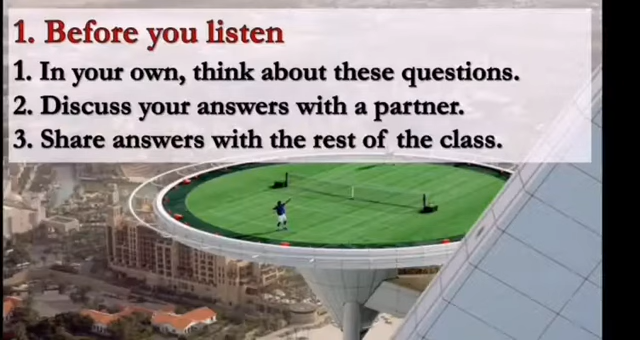 1. Before you listen
1. In your own, think about these questions.
2. Discuss your answers with a partner.
3. Share answers with the rest of the class.